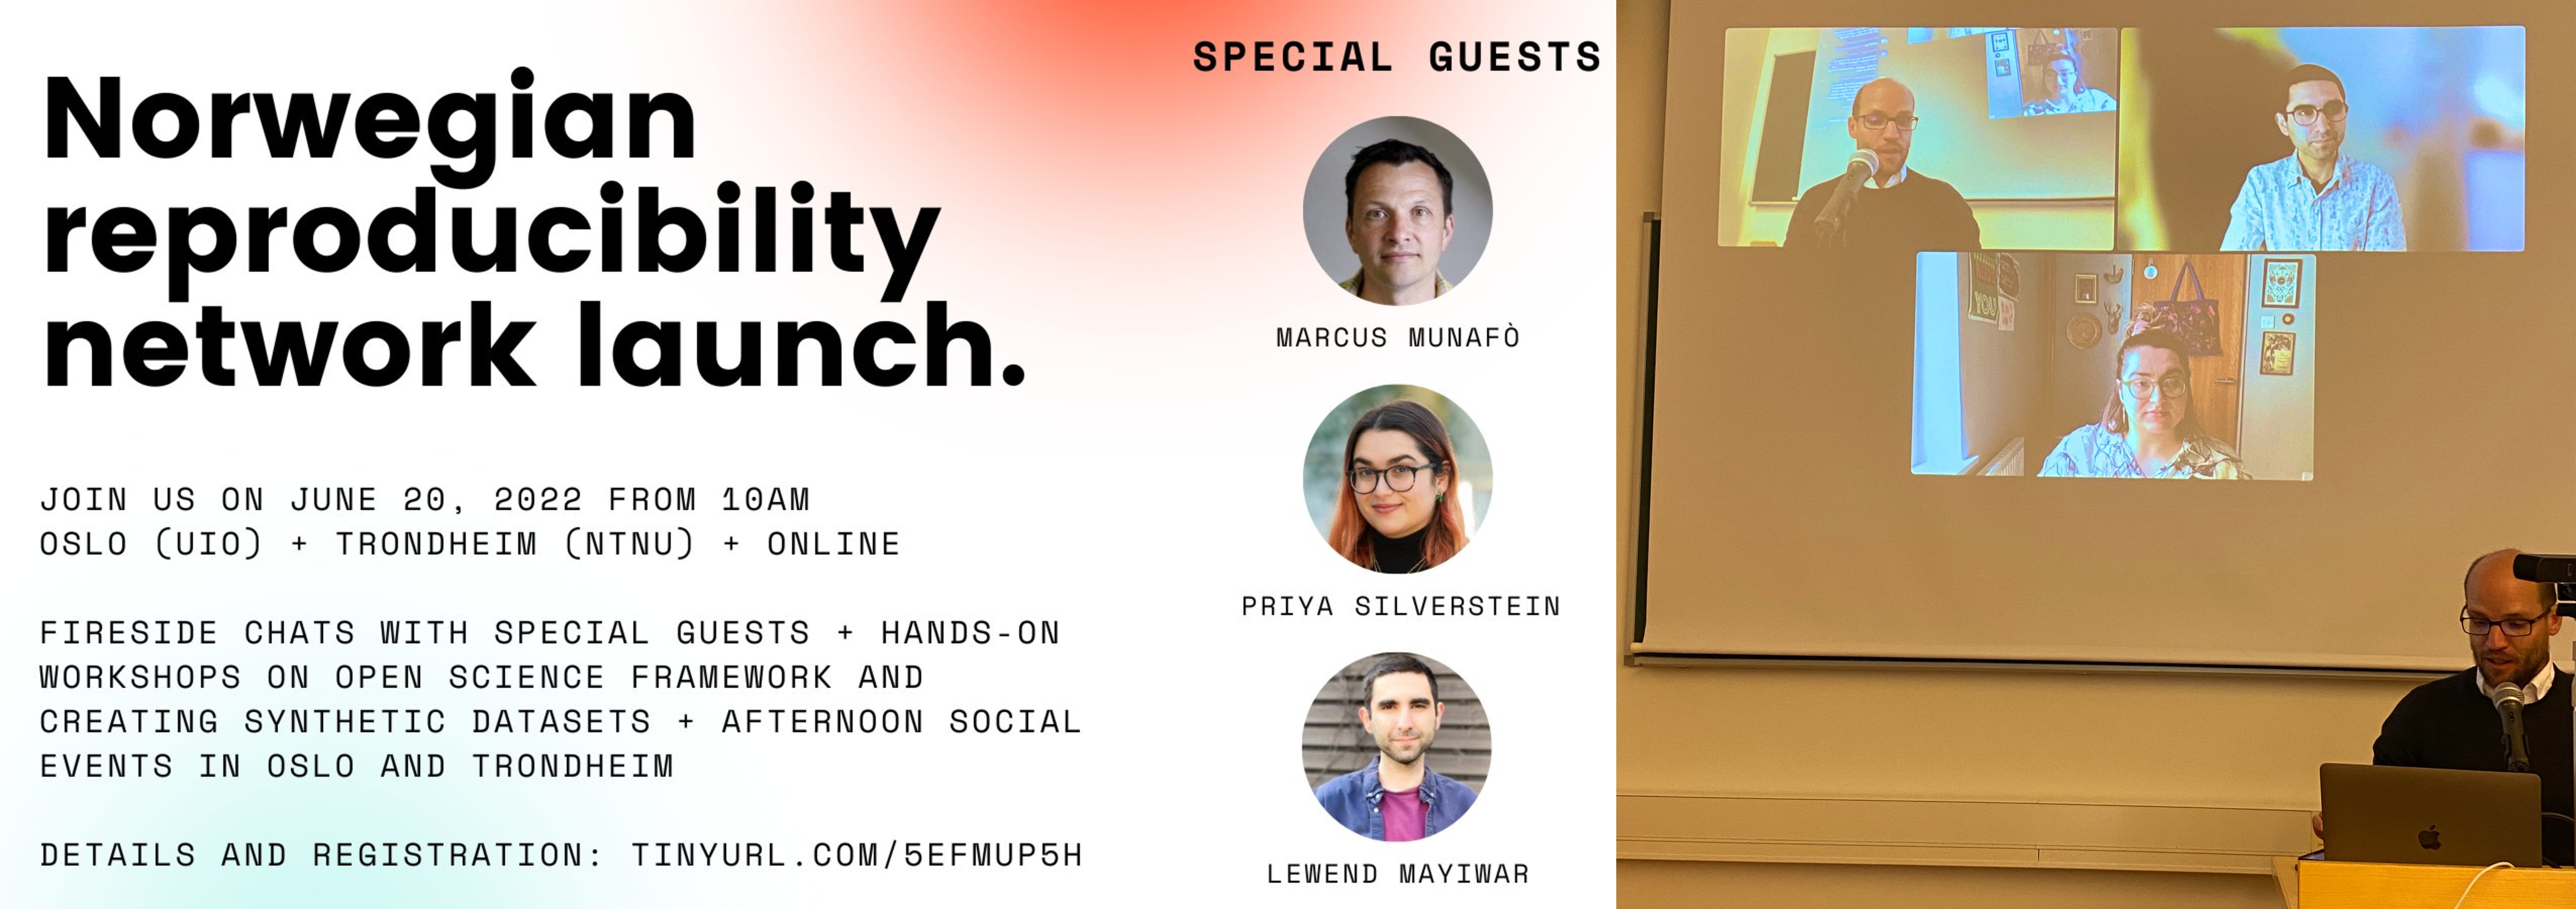 Norwegian
reproducibility
network launch.
JOIN US ON JUNE 20, 2022 FROM 10AM
OSLO (UIO) + TRONDHEIM (NTNU) + ONLINE
FIRESIDE CHATS WITH SPECIAL GUESTS + HANDS-ON
WORKSHOPS ON OPEN SCIENCE FRAMEWORK AND
CREATING SYNTHETIC DATASETS + AFTERNOON SOCIAL
EVENTS IN OSLO AND TRONDHEIM
DETAILS AND REGISTRATION: TINYURL.COM/5EFMUP5H
SPECIAL GUESTS
MARCUS MUNAFÒ
PRIYA SILVERSTEIN
LEWEND MAYIWAR
YOU